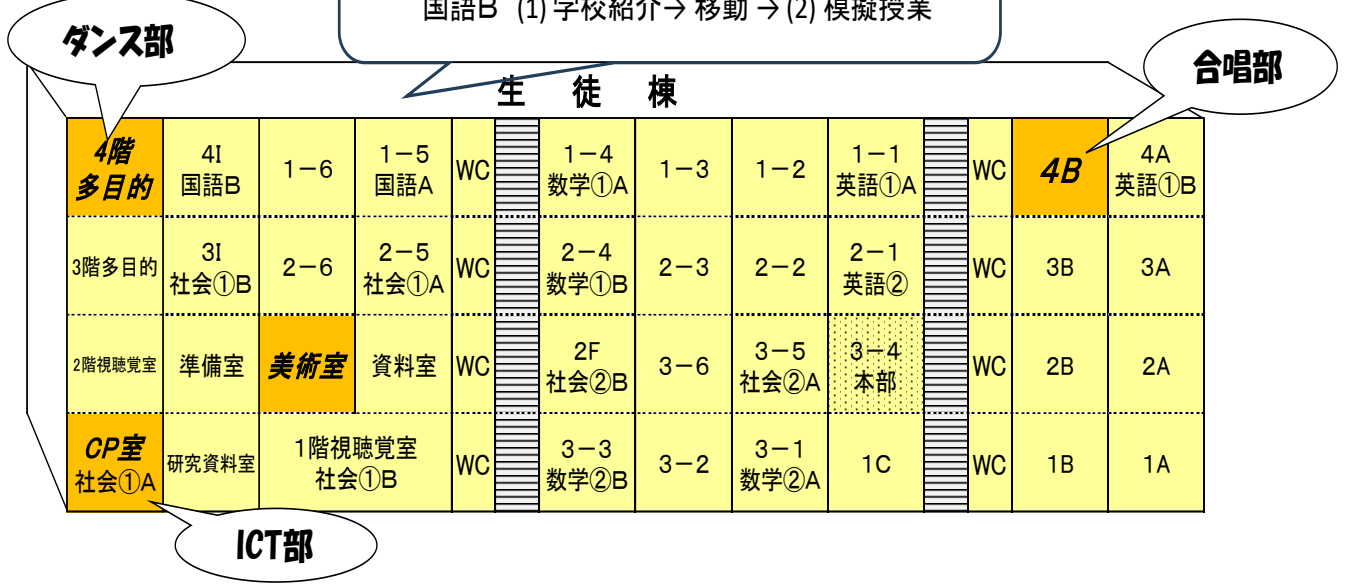 国語B (1) 学校紹介→ 移動 → (2) 模擬授業
ダンス部
合唱部
生 徒 棟
4階
多目的
4I
国語B
1-6
1-5
国語A
WC
1-4
数学①A
1-3
1-2
1-1
英語①A
WC
4B
4A
英語①B
3階多目的
3I
社会①B
2-6
2-5
社会①A
WC
2-4
数学①B
2-3
2-2
2-1
英語②
WC
3B
3A
2階視聴覚室
準備室
美術室
資料室
WC
2F
社会②B
3-6
3-5
社会②A
3-4
本部
WC
2B
2A
CP室
社会①A
研究資料室
1階視聴覚室
社会①B
WC
3-3
数学②B
3-2
3-1
数学②A
1C
WC
1B
1A
ICT部